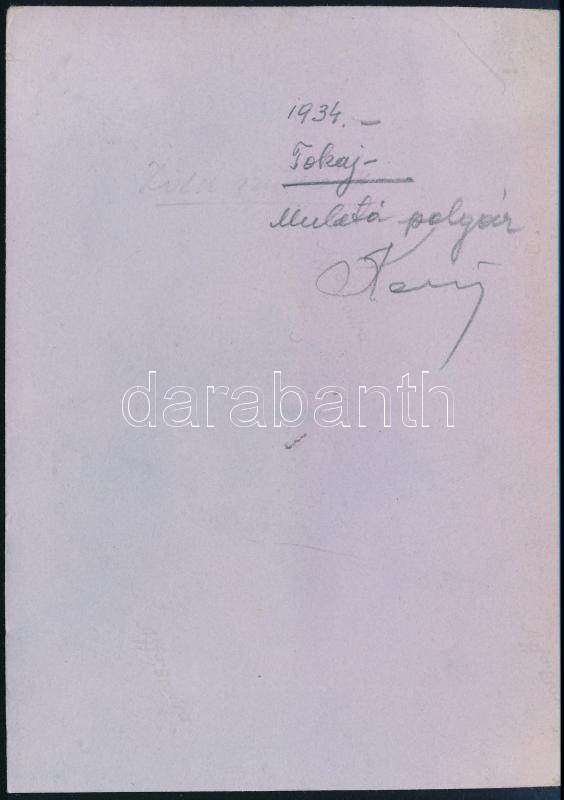 1934. –
Tokaj –
Mulató polgár
darabanth